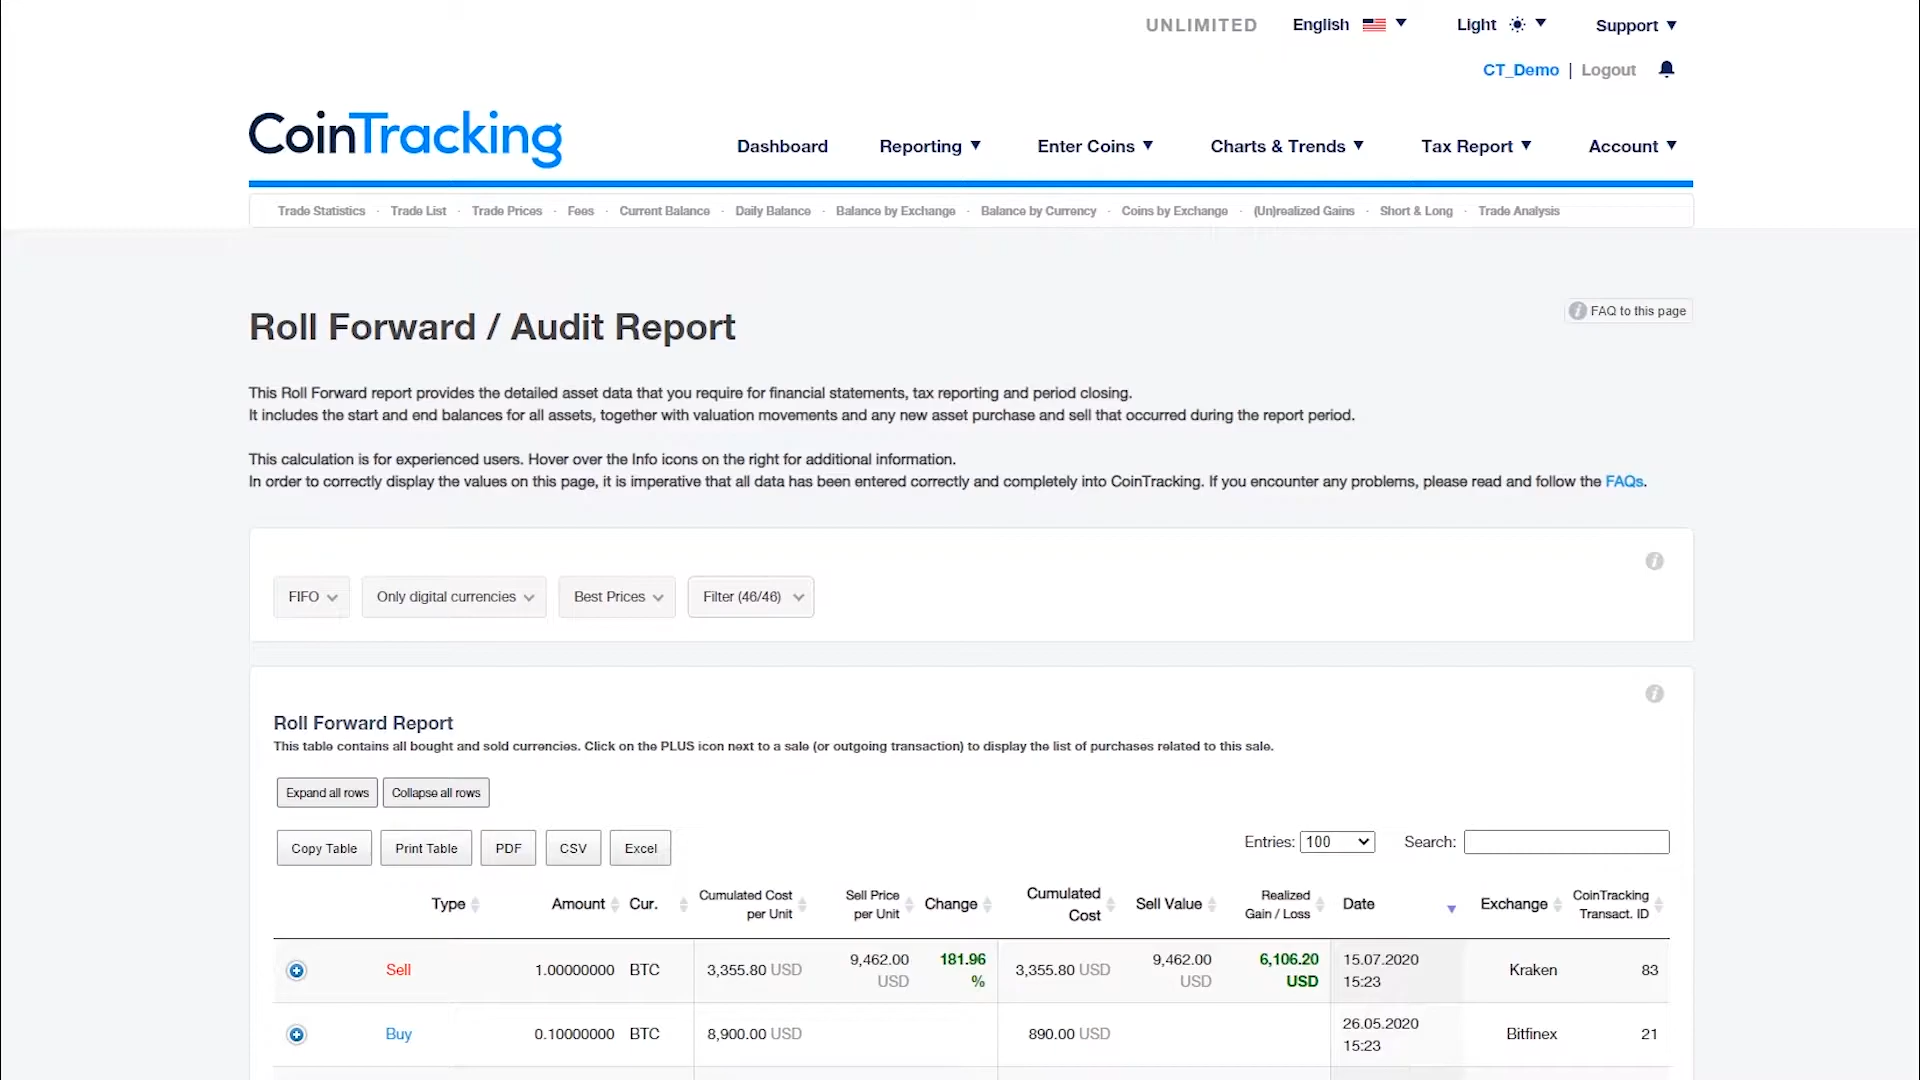 UNLIMITED English Light Support ▼
CT_Demo | Logout
CoinTracking
Dashboard Reporting ▼ Enter Coins ▼ Charts & Trends ▼ Tax Report ▼ Account ▼
Trade Statistics · Trade List · Trade Prices · Fees · Current Balance · Daily Balance · Balance by Exchange · Balance by Currency · Coins by Exchange · (Un)realized Gains · Short & Long · Trade Analysis
Roll Forward / Audit Report
FAQ to this page
This Roll Forward report provides the detailed asset data that you require for financial statements, tax reporting and period closing.
It includes the start and end balances for all assets, together with valuation movements and any new asset purchase and sell that occurred during the report period.
This calculation is for experienced users. Hover over the Info icons on the right for additional information.
In order to correctly display the values on this page, it is imperative that all data has been entered correctly and completely into CoinTracking. If you encounter any problems, please read and follow the FAQs.
FIFO Only digital currencies Best Prices Filter (46/46)
Roll Forward Report
This table contains all bought and sold currencies. Click on the PLUS icon next to a sale (or outgoing transaction) to display the list of purchases related to this sale.
Expand all rows Collapse all rows
Copy Table Print Table PDF CSV Excel Entries: 100 Search:
Type Amount Cur. Cumulated Cost per Unit Sell Price per Unit Change Cumulated Cost Sell Value Realized Gain / Loss Date Exchange CoinTracking Transact. ID
Sell 1.00000000 BTC 3,355.80 USD 9,462.00 USD 181.96 % 3,355.80 USD 9,462.00 USD 6,106.20 USD 15.07.2020 15:23 Kraken 83
Buy 0.10000000 BTC 8,900.00 USD 890.00 USD 26.05.2020 15:23 Bitfinex 21